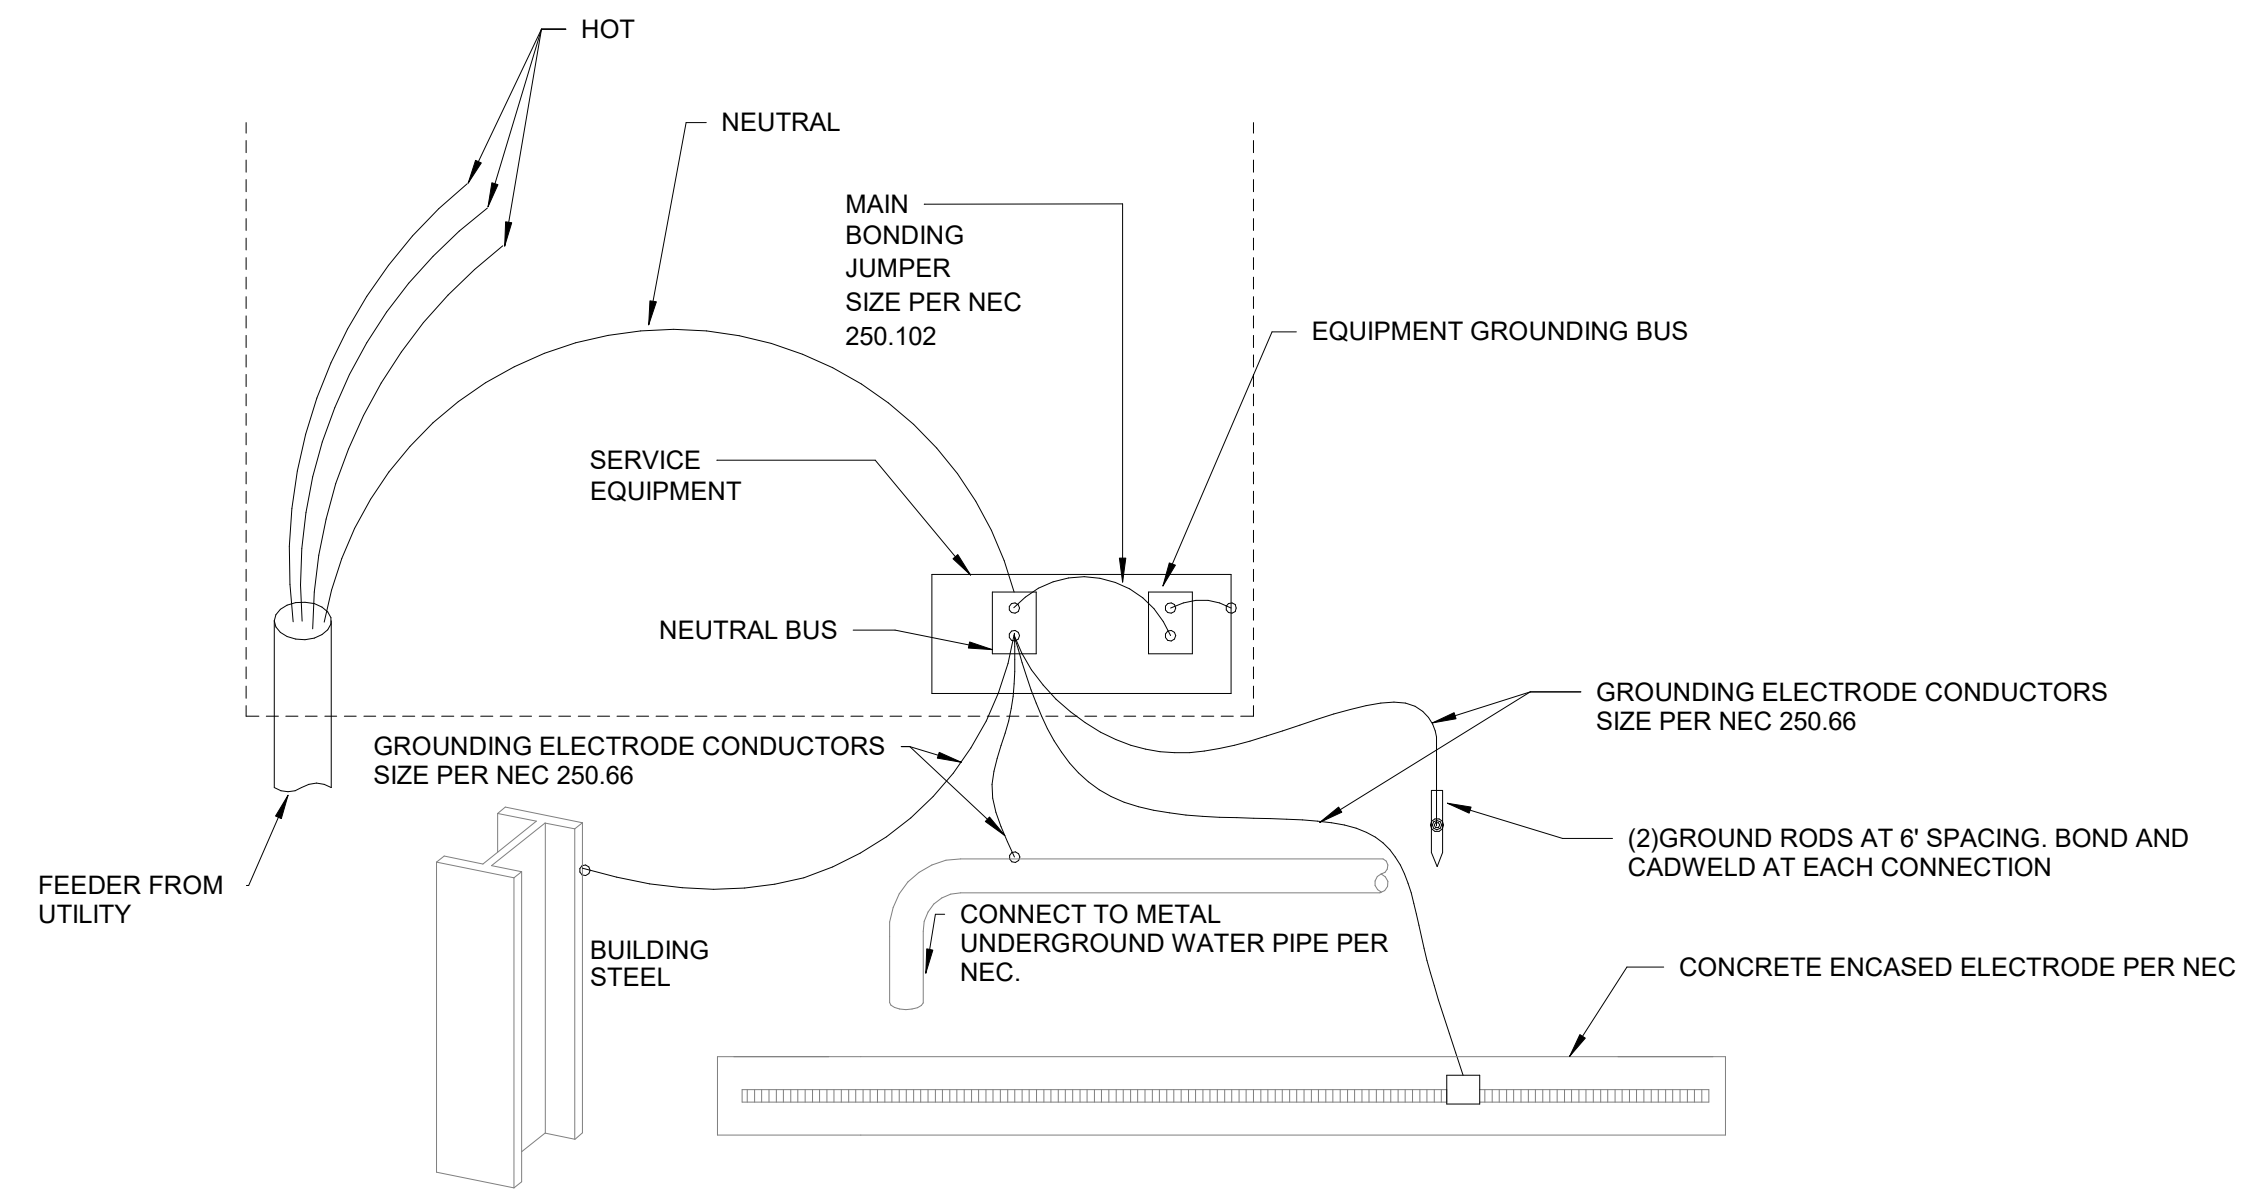 HOT
NEUTRAL
MAIN
BONDING
JUMPER
SIZE PER NEC
250.102
EQUIPMENT GROUNDING BUS
SERVICE
EQUIPMENT
NEUTRAL BUS
GROUNDING ELECTRODE CONDUCTORS
SIZE PER NEC 250.66
GROUNDING ELECTRODE CONDUCTORS
SIZE PER NEC 250.66
(2)GROUND RODS AT 6' SPACING. BOND AND
CADWELD AT EACH CONNECTION
FEEDER FROM
UTILITY
BUILDING
STEEL
CONNECT TO METAL
UNDERGROUND WATER PIPE PER
NEC.
CONCRETE ENCASED ELECTRODE PER NEC